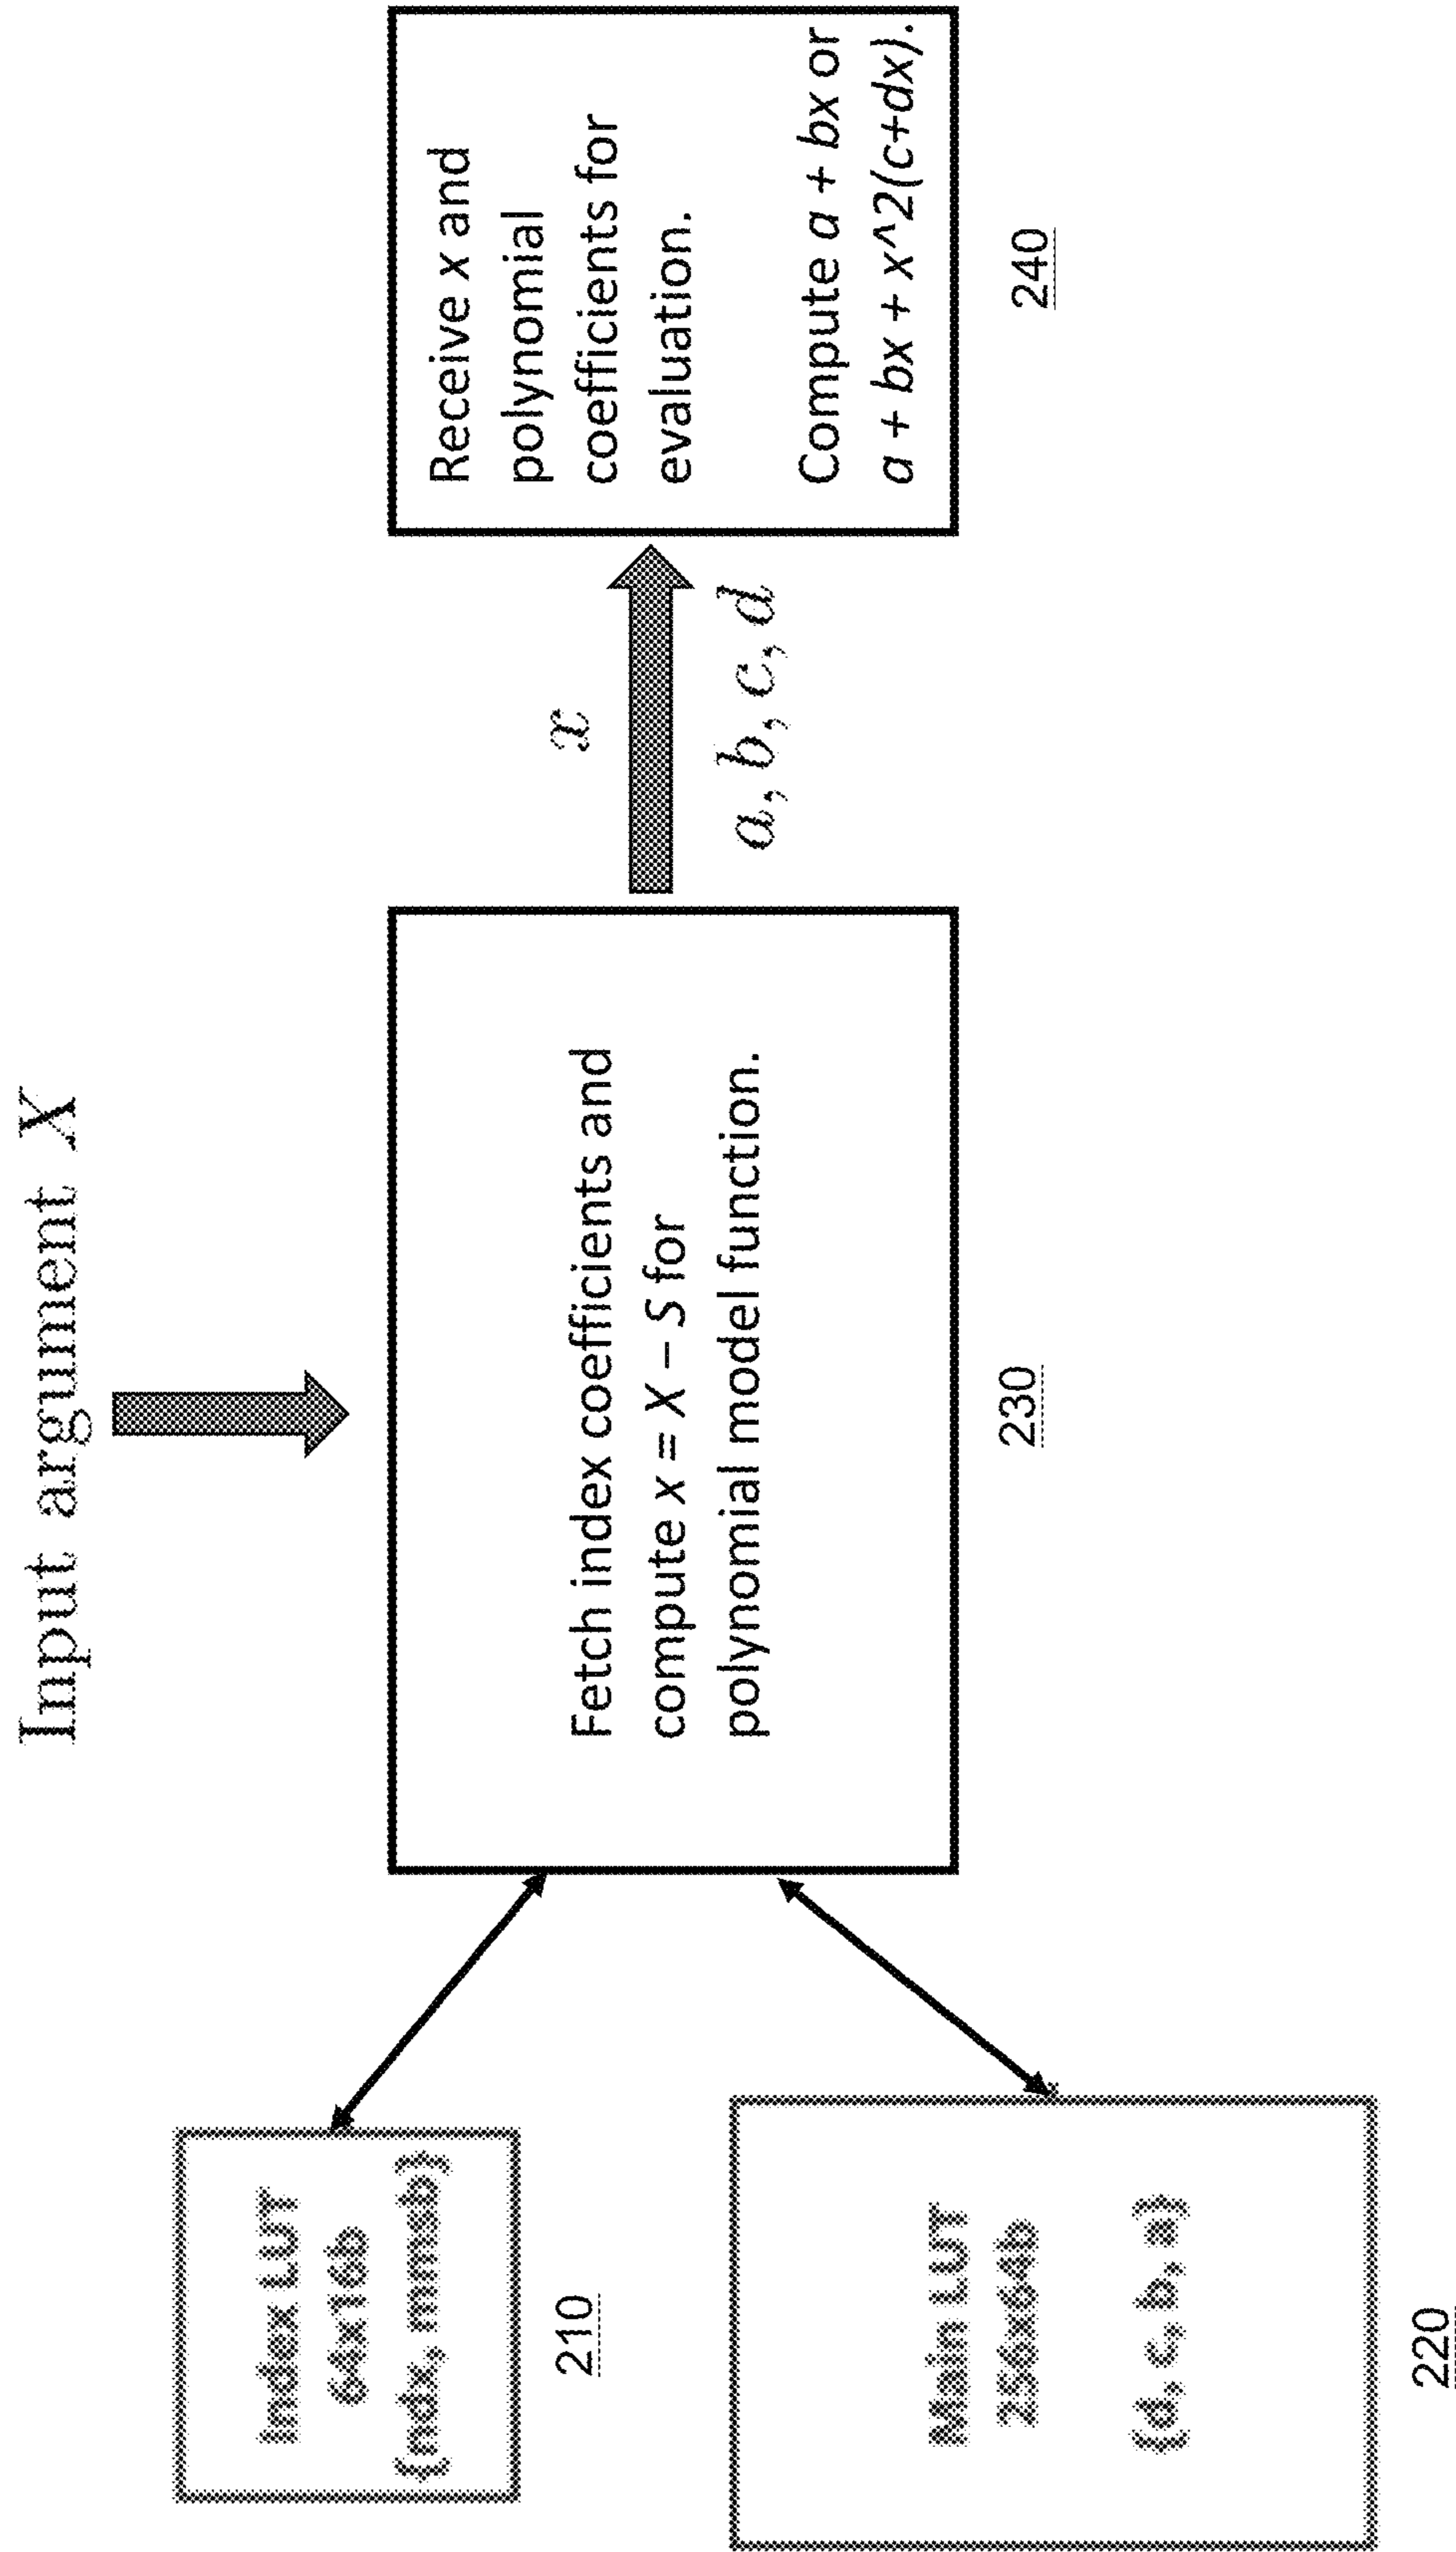 Input argument X
Index LUT
64x16b
(ndx, mmsb)
210
Main LUT
256x64b
(d, c, b, a)
220
Fetch index coefficients and
compute x = X – S for
polynomial model function.
230
x
a, b, c, d
Receive x and
polynomial
coefficients for
evaluation.
Compute a + bx or
a + bx + x^2(c+dx).
240